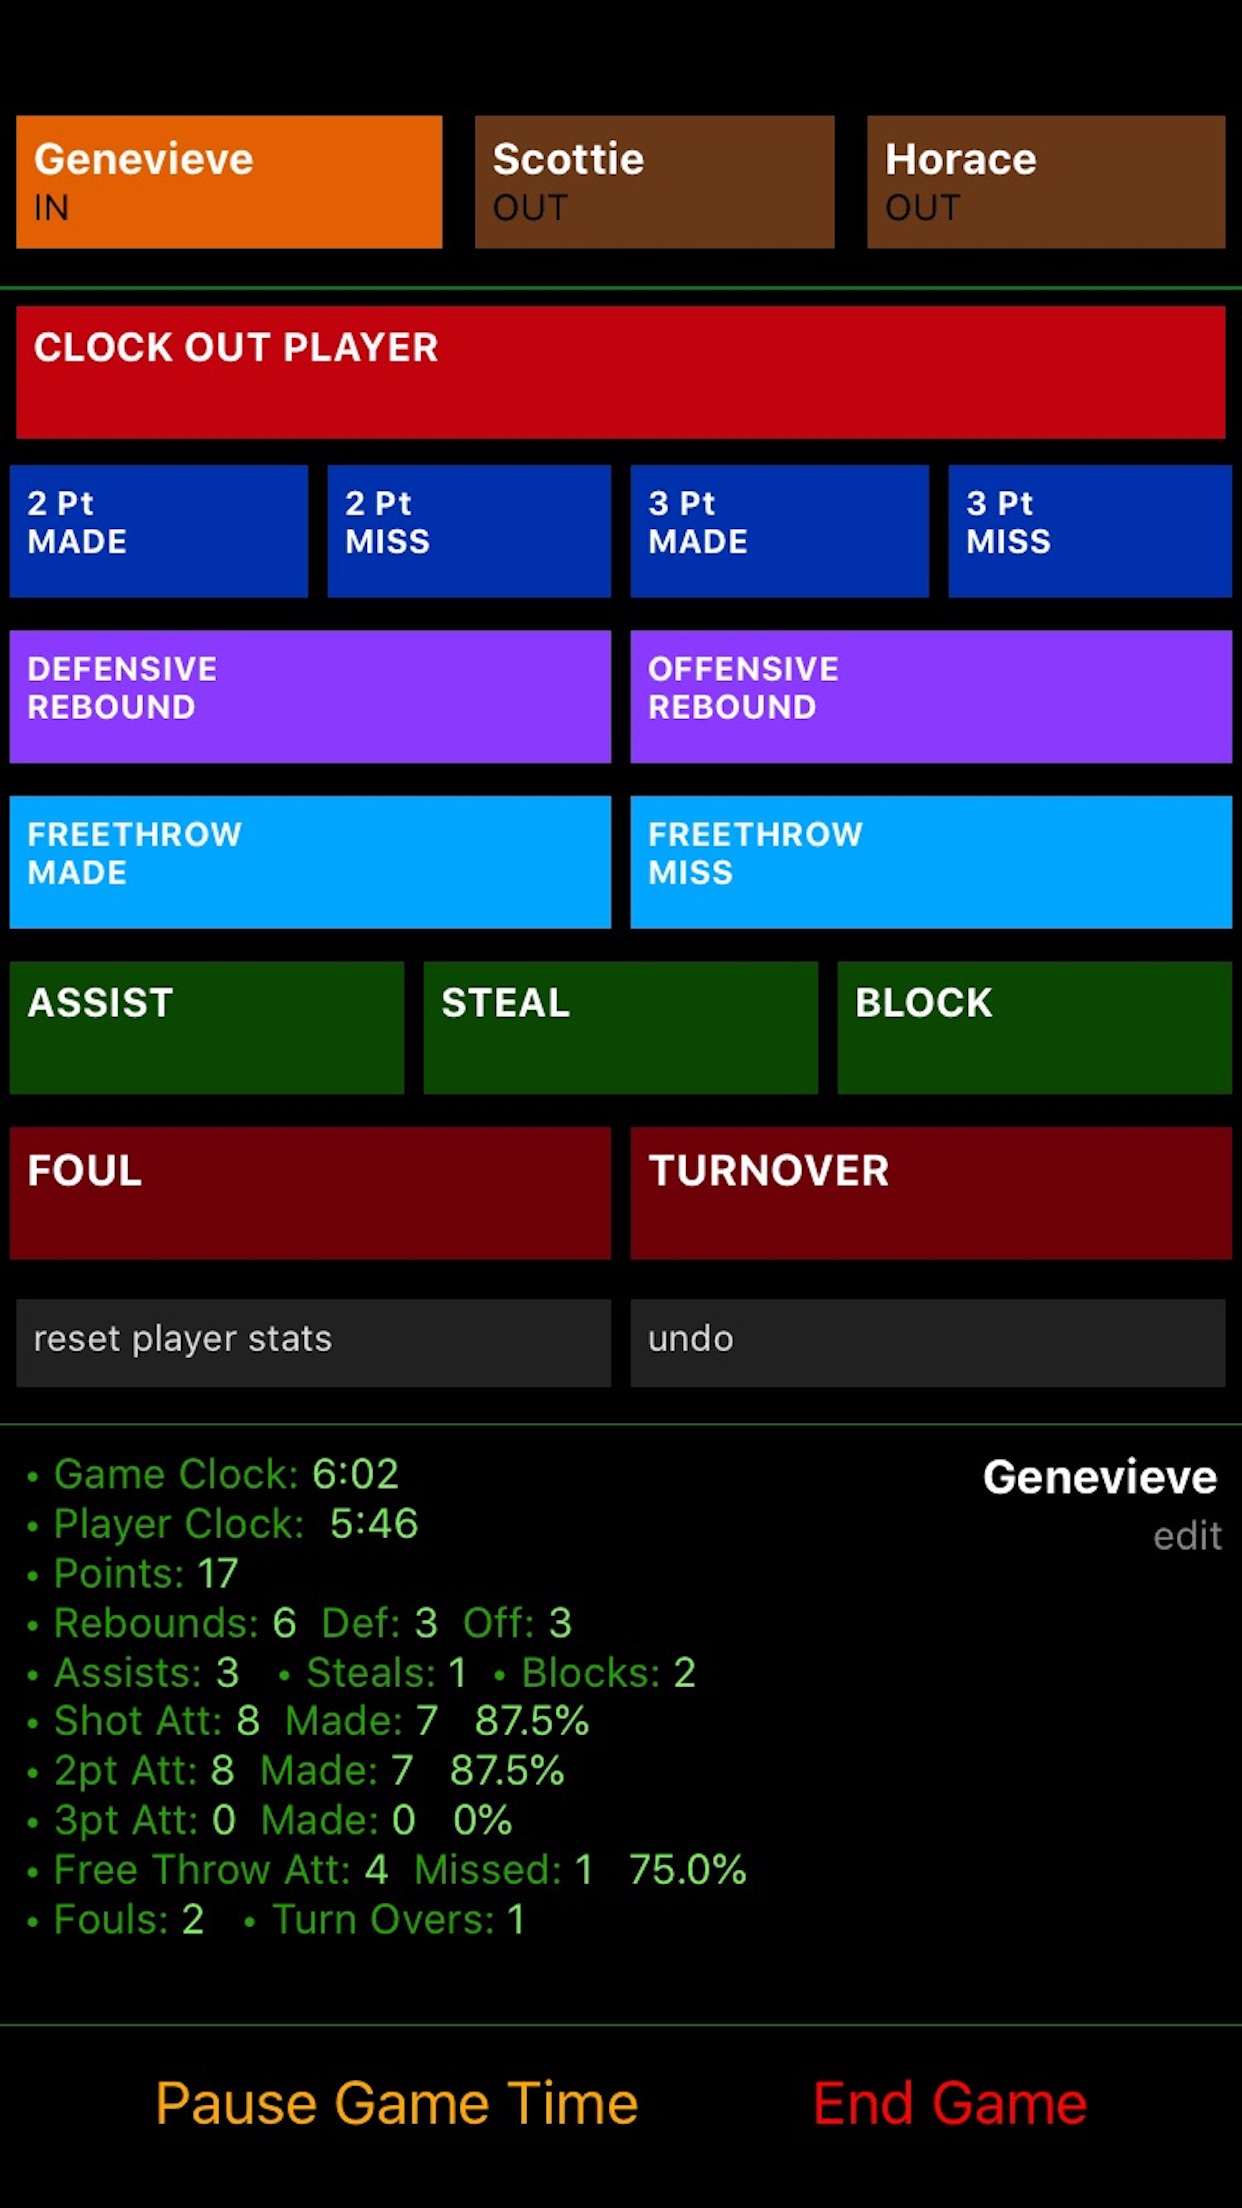 Genevieve
IN
Scottie
OUT
Horace
OUT
CLOCK OUT PLAYER
2 Pt
MADE
2 Pt
MISS
3 Pt
MADE
3 Pt
MISS
DEFENSIVE
REBOUND
OFFENSIVE
REBOUND
FREETHROW
MADE
FREETHROW
MISS
ASSIST
STEAL
BLOCK
FOUL
TURNOVER
reset player stats
undo
• Game Clock: 6:02
Genevieve
• Player Clock: 5:46
edit
• Points: 17
• Rebounds: 6 Def: 3 Off: 3
• Assists: 3 • Steals: 1 • Blocks: 2
• Shot Att: 8 Made: 7 87.5%
• 2pt Att: 8 Made: 7 87.5%
• 3pt Att: 0 Made: 0 0%
• Free Throw Att: 4 Missed: 1 75.0%
• Fouls: 2 • Turn Overs: 1
Pause Game Time
End Game